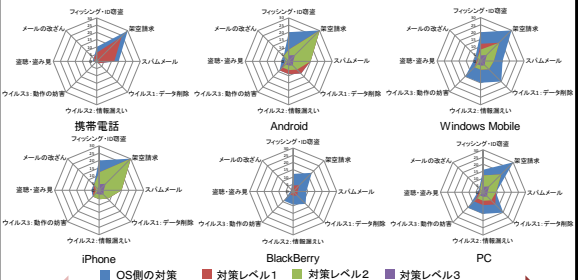 フィッシング・ID窃盗
架空請求
スパムメール
ウイルス1：データ削除
ウイルス2：情報漏えい
ウイルス3：動作の妨害
盗聴・盗み見
メールの改ざん
携帯電話
フィッシング・ID窃盗
架空請求
スパムメール
ウイルス1：データ削除
ウイルス2：情報漏えい
ウイルス3：動作の妨害
盗聴・盗み見
メールの改ざん
Android
フィッシング・ID窃盗
架空請求
スパムメール
ウイルス1：データ削除
ウイルス2：情報漏えい
ウイルス3：動作の妨害
盗聴・盗み見
メールの改ざん
Windows Mobile
フィッシング・ID窃盗
架空請求
スパムメール
ウイルス1：データ削除
ウイルス2：情報漏えい
ウイルス3：動作の妨害
盗聴・盗み見
メールの改ざん
iPhone
フィッシング・ID窃盗
架空請求
スパムメール
ウイルス1：データ削除
ウイルス2：情報漏えい
ウイルス3：動作の妨害
盗聴・盗み見
メールの改ざん
BlackBerry
フィッシング・ID窃盗
架空請求
スパムメール
ウイルス1：データ削除
ウイルス2：情報漏えい
ウイルス3：動作の妨害
盗聴・盗み見
メールの改ざん
PC
OS側の対策 対策レベル1 対策レベル2 対策レベル3